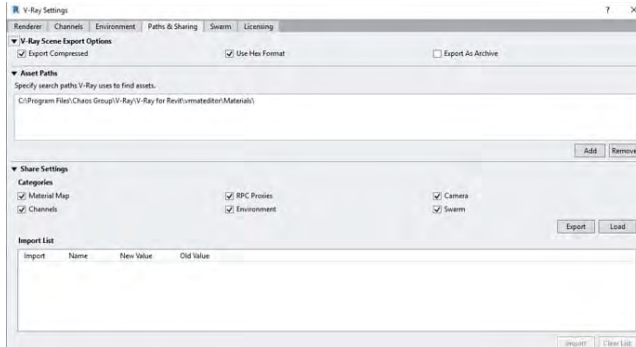 V-Ray Settings ? X
Renderer Channels Environment Paths & Sharing Swarm Licensing
V-Ray Scene Export Options
Export Compressed Use Hex Format Export As Archive
Asset Paths
Specify search paths V-Ray uses to find assets.
C:\Program Files\Chaos Group\V-Ray\V-Ray for Revit\vrmateditor\Materials\
Add Remove
Share Settings
Categories
Material Map RPC Proxies Camera
Channels Environment Swarm
Export Load
Import List
Import Name New Value Old Value
Import Clear List